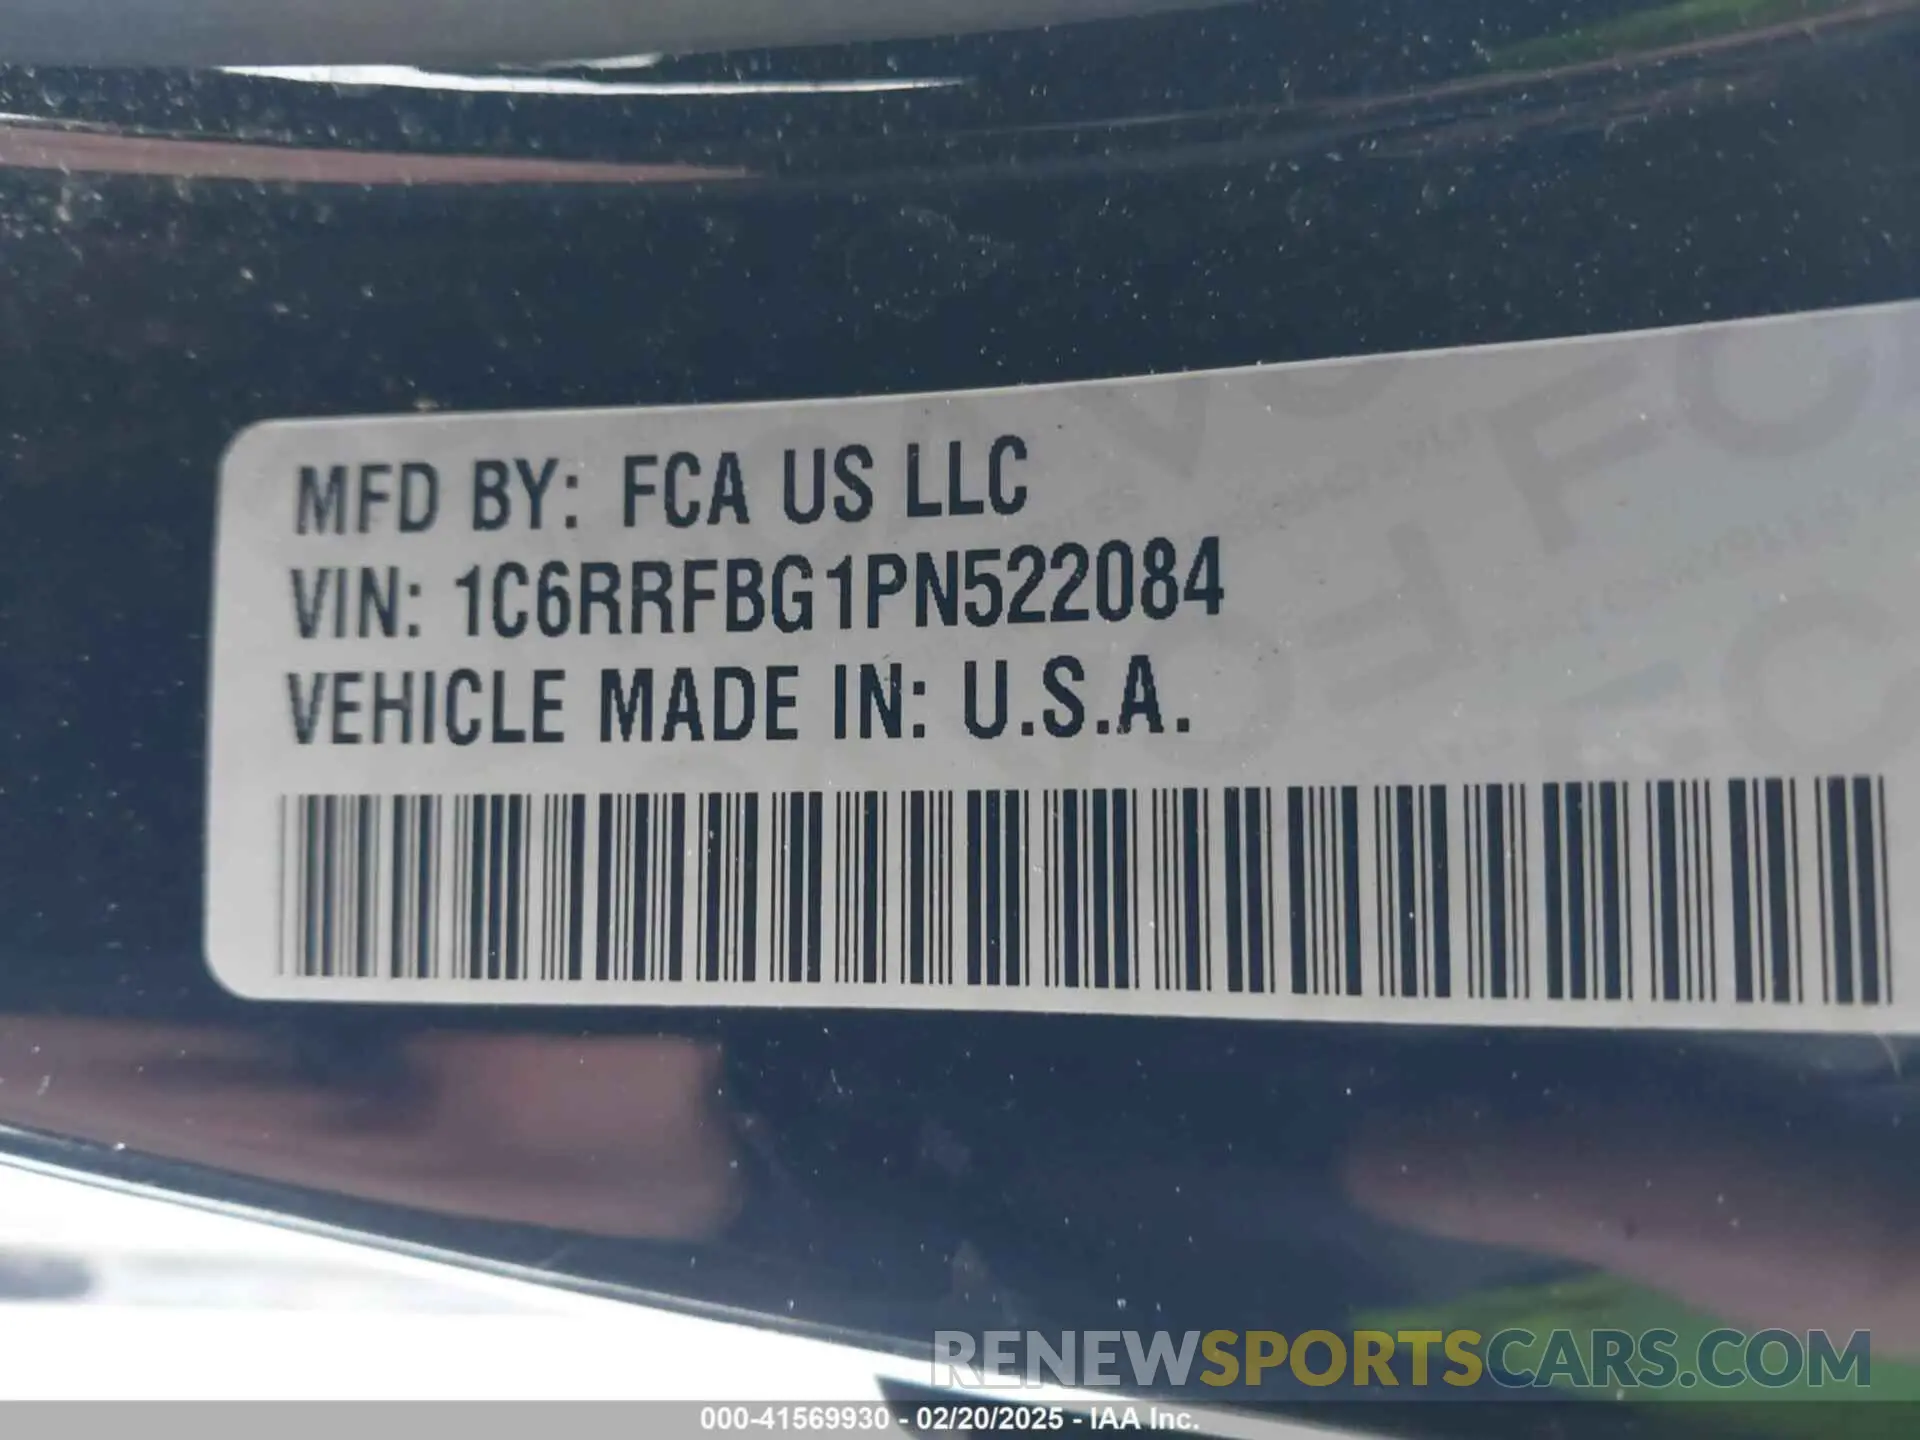 MFD BY: FCA US LLC
VIN: 1C6RRFBG1PN522084
VEHICLE MADE IN: U.S.A.
RENEWSPORTSCARS.COM
000-41569930 - 02/20/2025 - IAA Inc.